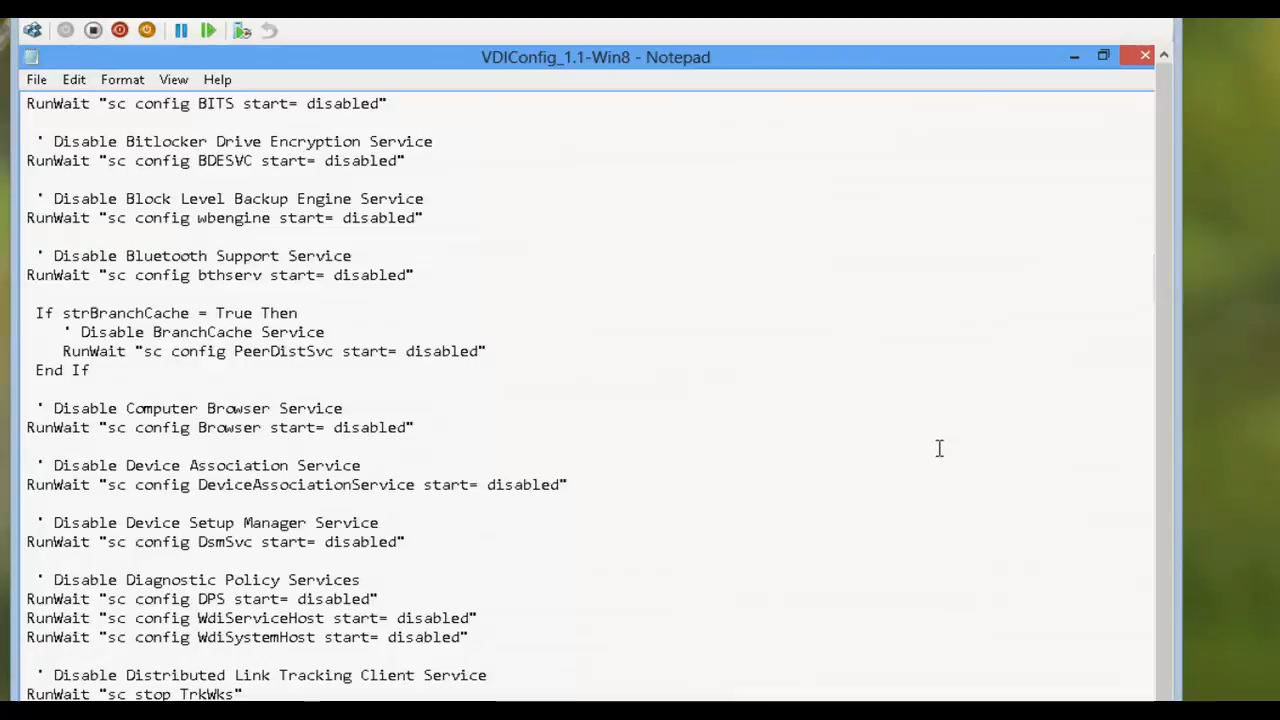 VDIConfig_1.1-Win8 - Notepad
File Edit Format View Help
RunWait "sc config BITS start= disabled"
' Disable Bitlocker Drive Encryption Service
RunWait "sc config BDESVC start= disabled"
' Disable Block Level Backup Engine Service
RunWait "sc config wbengine start= disabled"
' Disable Bluetooth Support Service
RunWait "sc config bthserv start= disabled"
If strBranchCache = True Then
' Disable BranchCache Service
RunWait "sc config PeerDistSvc start= disabled"
End If
' Disable Computer Browser Service
RunWait "sc config Browser start= disabled"
' Disable Device Association Service
RunWait "sc config DeviceAssociationService start= disabled"
' Disable Device Setup Manager Service
RunWait "sc config DsmSvc start= disabled"
' Disable Diagnostic Policy Services
RunWait "sc config DPS start= disabled"
RunWait "sc config WdiServiceHost start= disabled"
RunWait "sc config WdiSystemHost start= disabled"
' Disable Distributed Link Tracking Client Service
RunWait "sc stop TrkWks"